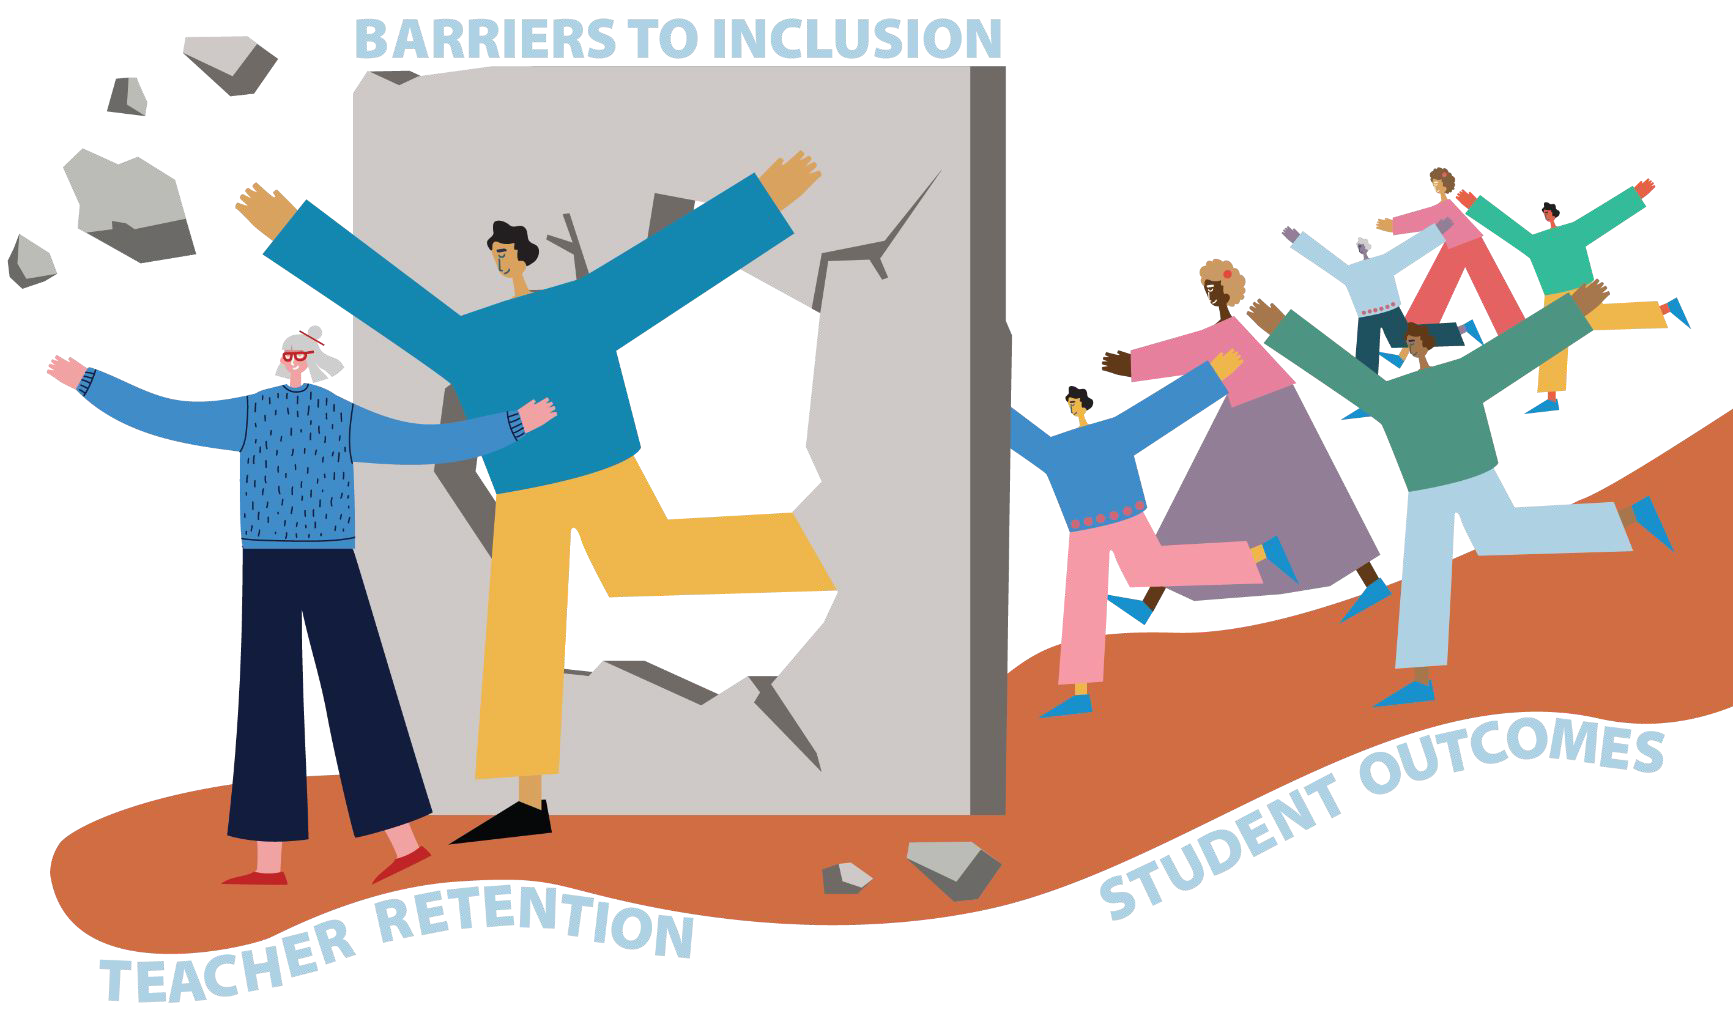 BARRIERS TO INCLUSION
TEACHER RETENTION
STUDENT OUTCOMES